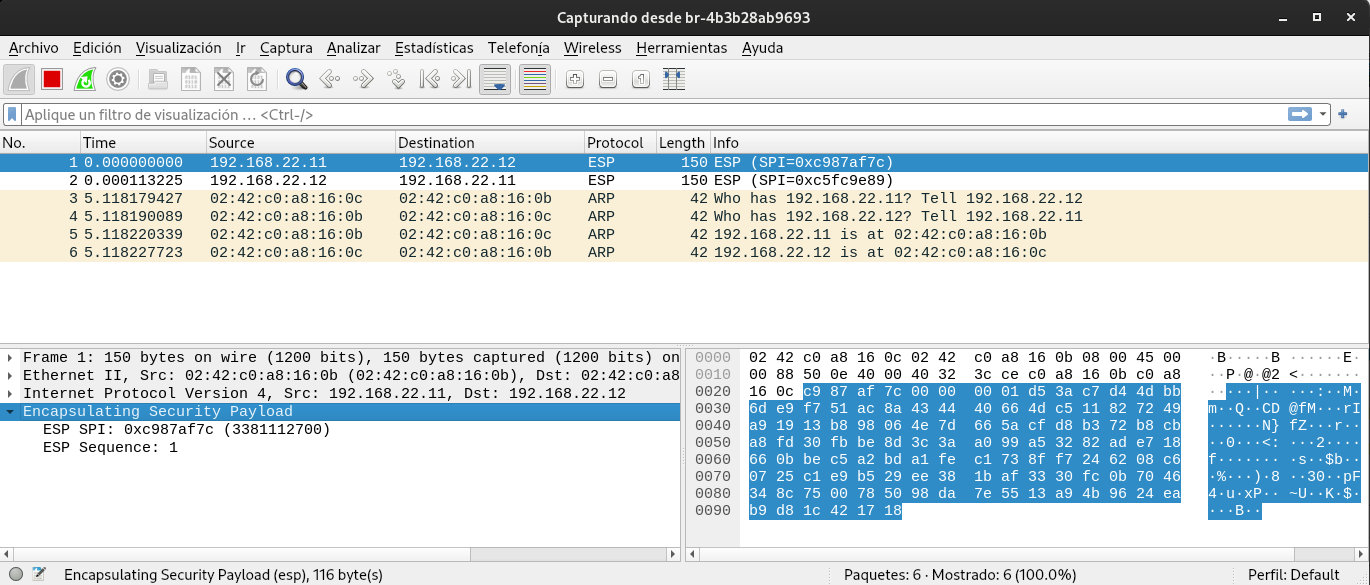 Capturando desde br-4b3b28ab9693
Archivo Edición Visualización Ir Captura Analizar Estadísticas Telefonía Wireless Herramientas Ayuda
Aplique un filtro de visualización … <Ctrl-/>
No. Time Source Destination Protocol Length Info
1 0.000000000 192.168.22.11 192.168.22.12 ESP 150 ESP (SPI=0xc987af7c)
2 0.000113225 192.168.22.12 192.168.22.11 ESP 150 ESP (SPI=0xc5fc9e89)
3 5.118179427 02:42:c0:a8:16:0c 02:42:c0:a8:16:0b ARP 42 Who has 192.168.22.11? Tell 192.168.22.12
4 5.118190089 02:42:c0:a8:16:0b 02:42:c0:a8:16:0c ARP 42 Who has 192.168.22.12? Tell 192.168.22.11
5 5.118220339 02:42:c0:a8:16:0b 02:42:c0:a8:16:0c ARP 42 192.168.22.11 is at 02:42:c0:a8:16:0b
6 5.118227723 02:42:c0:a8:16:0c 02:42:c0:a8:16:0b ARP 42 192.168.22.12 is at 02:42:c0:a8:16:0c
Frame 1: 150 bytes on wire (1200 bits), 150 bytes captured (1200 bits) on
Ethernet II, Src: 02:42:c0:a8:16:0b (02:42:c0:a8:16:0b), Dst: 02:42:c0:a8
Internet Protocol Version 4, Src: 192.168.22.11, Dst: 192.168.22.12
Encapsulating Security Payload
ESP SPI: 0xc987af7c (3381112700)
ESP Sequence: 1
0000 02 42 c0 a8 16 0c 02 42 c0 a8 16 0b 08 00 45 00 ·B·····B ······E·
0010 00 88 50 0e 40 00 40 32 3c ce c0 a8 16 0b c0 a8 ··P·@·@2 <·······
0020 16 0c c9 87 af 7c 00 00 00 01 d5 3a c7 d4 4d bb ·····|·· ···:··M·
0030 6d e9 f7 51 ac 8a 43 44 40 66 4d c5 11 82 72 49 m··Q··CD @fM···rI
0040 a9 19 13 b8 98 06 4e 7d 66 5a cf d8 b3 72 b8 cb ······N} fZ···r··
0050 a8 fd 30 fb be 8d 3c 3a a0 99 a5 32 82 ad e7 18 ··0···<: ···2····
0060 66 0b be c5 a2 bd a1 fe c1 73 8f f7 24 62 08 c6 f······· ·s··$b··
0070 07 25 c1 e9 b5 29 ee 38 1b af 33 30 fc 0b 70 46 ·%···)·8 ··30··pF
0080 34 8c 75 00 78 50 98 da 7e 55 13 a9 4b 96 24 ea 4·u·xP·· ~U··K·$·
0090 b9 d8 1c 42 17 18 ···B··
Encapsulating Security Payload (esp), 116 byte(s) Paquetes: 6 · Mostrado: 6 (100.0%) Perfil: Default